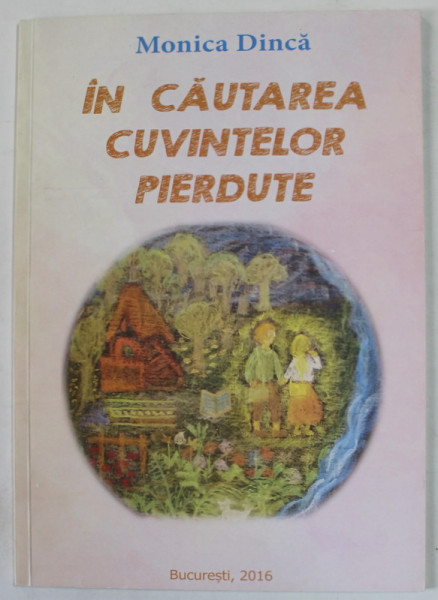 Monica Dincă
ÎN CĂUTAREA
CUVINTELOR
PIERDUTE
București, 2016